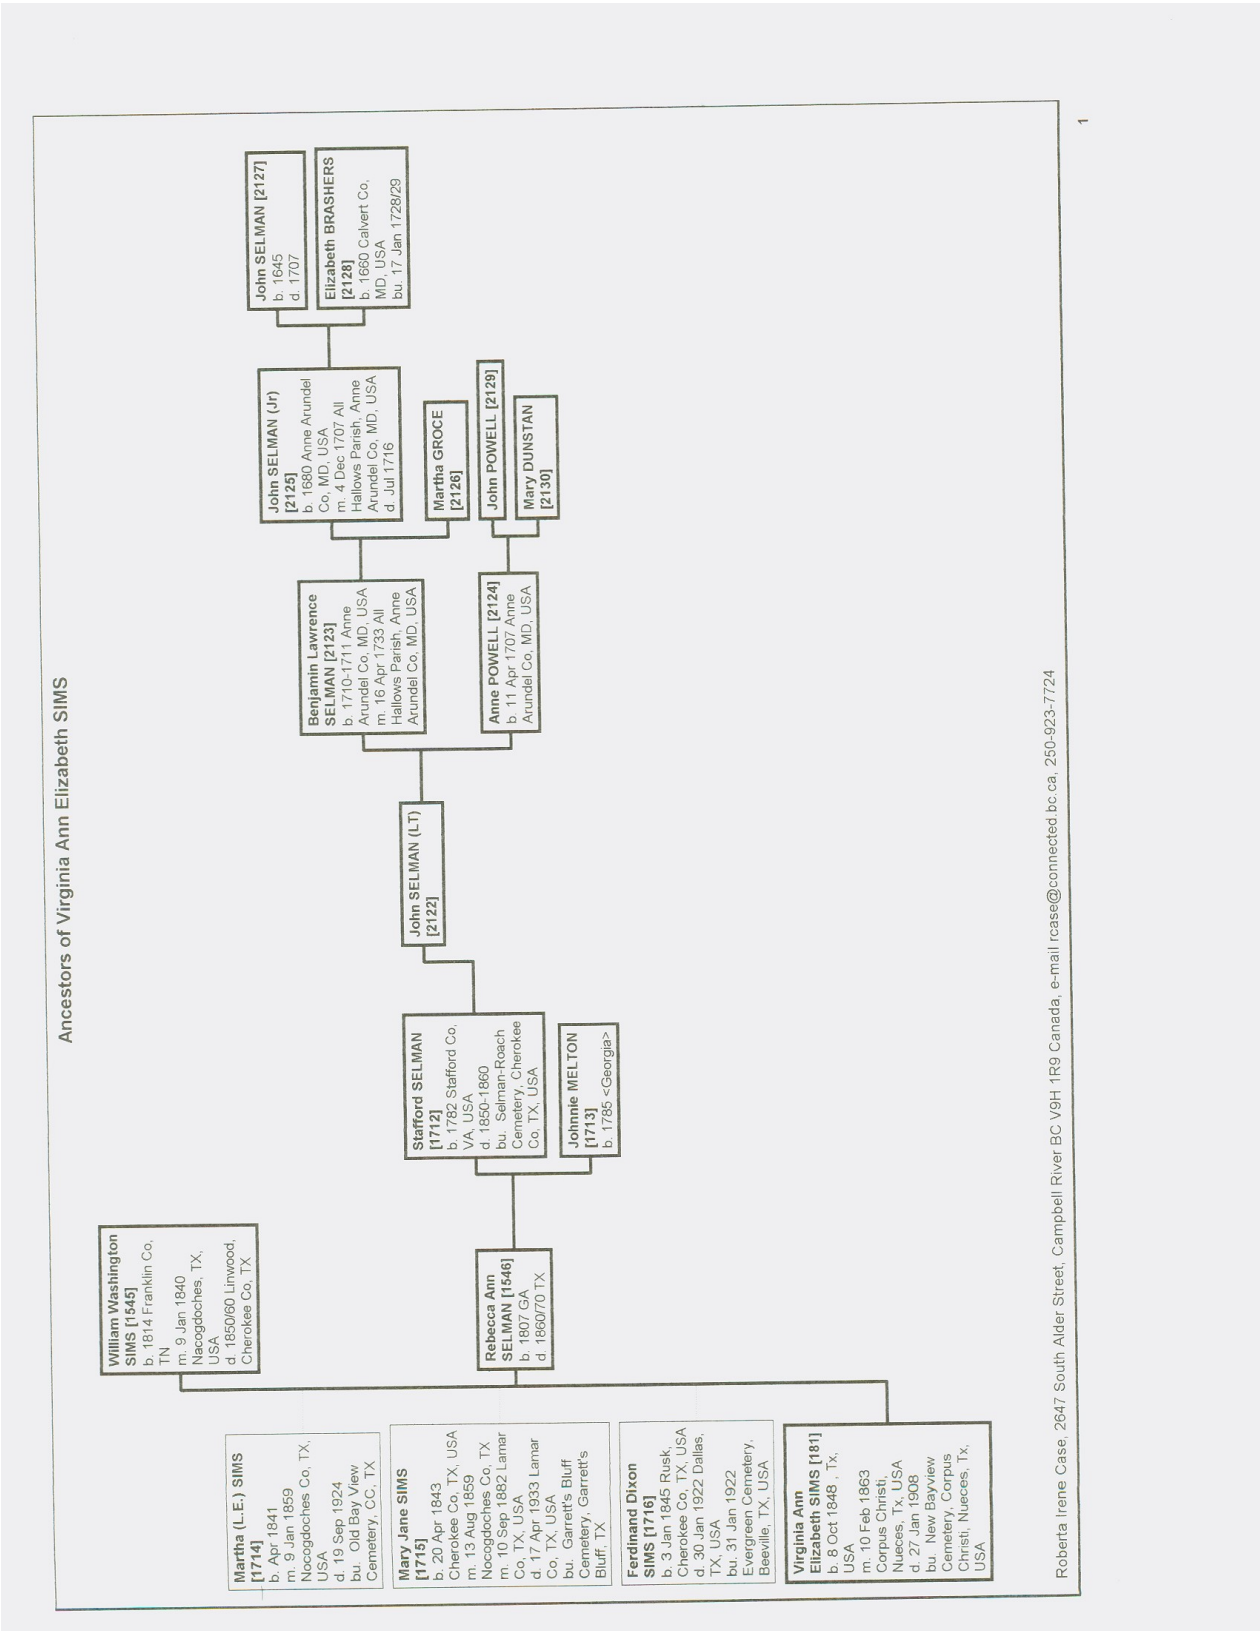 Ancestors of Virginia Ann Elizabeth SIMS
Martha (L.E.) SIMS
[1714]
b. Apr 1841
m. 9 Jan 1859
Nocogdoches Co, TX,
USA
d. 19 Sep 1924
bu. Old Bay View
Cemetery, CC, TX
Mary Jane SIMS
[1715]
b. 20 Apr 1843
Cherokee Co, TX, USA
m. 13 Aug 1859
Nocogdoches Co, TX
m. 10 Sep 1882 Lamar
Co, TX, USA
d. 17 Apr 1933 Lamar
Co, TX, USA
bu. Garrett's Bluff
Cemetery, Garrett's
Bluff, TX
Ferdinand Dixon
SIMS [1716]
b. 3 Jan 1845 Rusk,
Cherokee Co, TX, USA
d. 30 Jan 1922 Dallas,
TX, USA
bu. 31 Jan 1922
Evergreen Cemetery,
Beeville, TX, USA
Virginia Ann
Elizabeth SIMS [181]
b. 8 Oct 1848 , Tx,
USA
m. 10 Feb 1863
Corpus Christi,
Nueces, Tx, USA
d. 27 Jan 1908
bu. New Bayview
Cemetery, Corpus
Christi, Nueces, Tx,
USA
William Washington
SIMS [1545]
b. 1814 Franklin Co,
TN
m. 9 Jan 1840
Nacogdoches, TX,
USA
d. 1850/60 Linwood,
Cherokee Co, TX
Rebecca Ann
SELMAN [1546]
b. 1807 GA
d. 1860/70 TX
Stafford SELMAN
[1712]
b. 1782 Stafford Co,
VA, USA
d. 1850-1860
bu. Selman-Roach
Cemetery, Cherokee
Co, TX, USA
Johnnie MELTON
[1713]
b. 1785 <Georgia>
John SELMAN (LT)
[2122]
Benjamin Lawrence
SELMAN [2123]
b. 1710-1711 Anne
Arundel Co, MD, USA
m. 16 Apr 1733 All
Hallows Parish, Anne
Arundel Co, MD, USA
Anne POWELL [2124]
b. 11 Apr 1707 Anne
Arundel Co, MD, USA
John SELMAN (Jr)
[2125]
b. 1680 Anne Arundel
Co, MD, USA
m. 4 Dec 1707 All
Hallows Parish, Anne
Arundel Co, MD, USA
d. Jul 1716
Martha GROCE
[2126]
John POWELL [2129]
Mary DUNSTAN
[2130]
John SELMAN [2127]
b. 1645
d. 1707
Elizabeth BRASHERS
[2128]
b. 1660 Calvert Co,
MD, USA
bu. 17 Jan 1728/29
Roberta Irene Case, 2647 South Alder Street, Campbell River BC V9H 1R9 Canada, e-mail rcase@connected.bc.ca, 250-923-7724
1